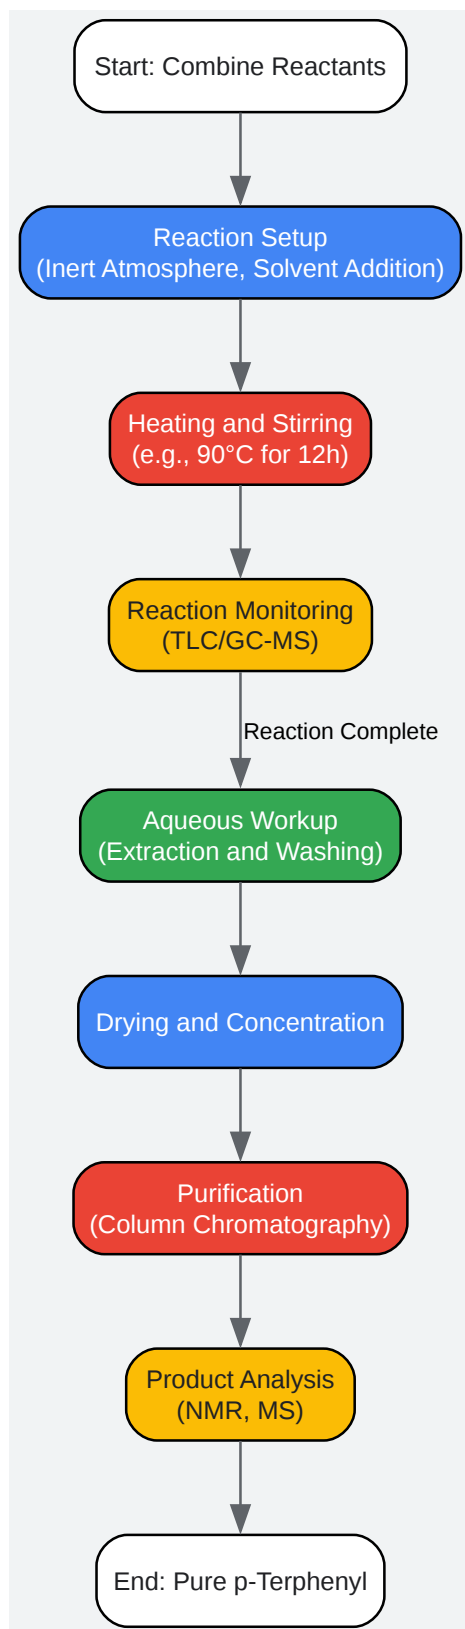 Start: Combine Reactants
Reaction Setup
(Inert Atmosphere, Solvent Addition)
Heating and Stirring
(e.g., 90°C for 12h)
Reaction Monitoring
(TLC/GC-MS)
Reaction Complete
Aqueous Workup
(Extraction and Washing)
Drying and Concentration
Purification
(Column Chromatography)
Product Analysis
(NMR, MS)
End: Pure p-Terphenyl